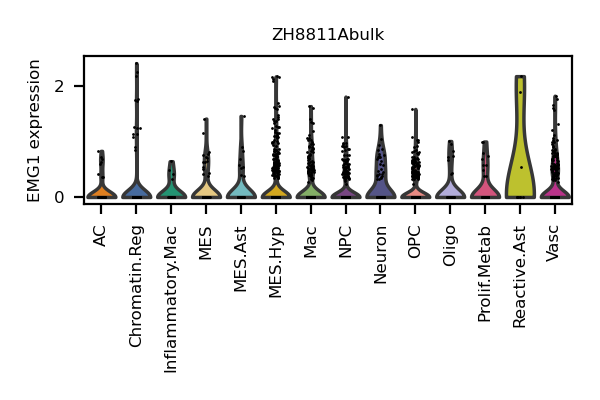 ZH8811Abulk
EMG1 expression
2
0
AC
Chromatin.Reg
Inflammatory.Mac
MES
MES.Ast
MES.Hyp
Mac
NPC
Neuron
OPC
Oligo
Prolif.Metab
Reactive.Ast
Vasc